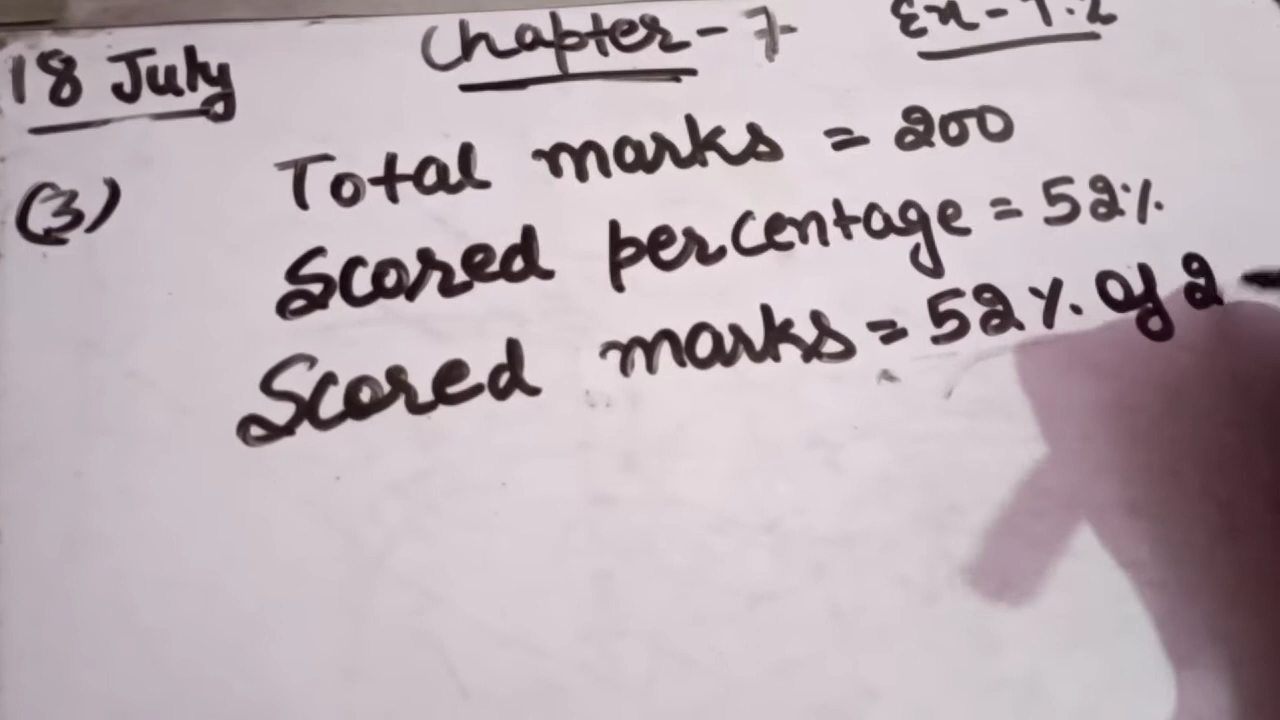 18 July Chapter-7 Ex-7.2
(3) Total marks = 200
Scored percentage = 52%.
Scored marks = 52%. of 2